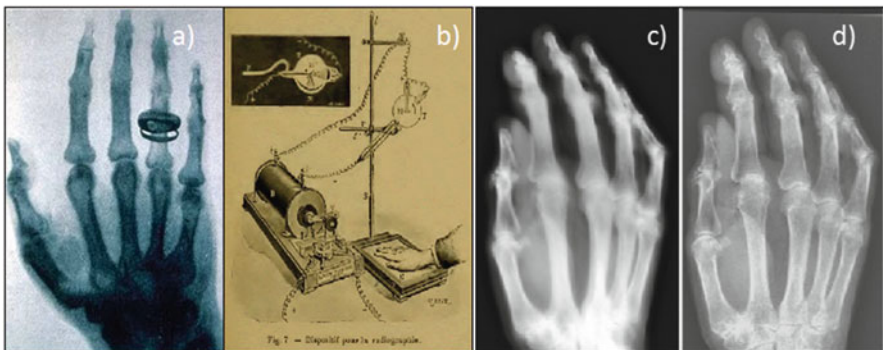 a)
b)
c)
d)
Fig. 7 — Dispositif pour la radiographie.